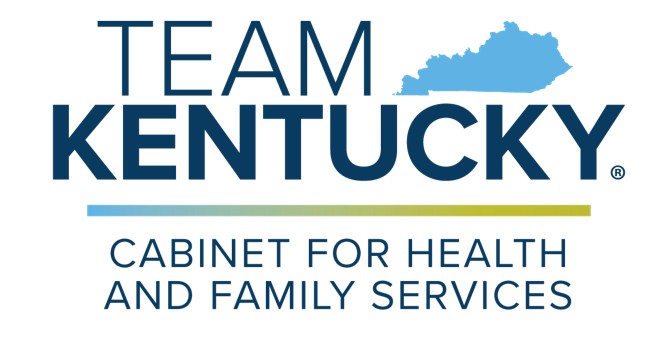 TEAM
KENTUCKY®
CABINET FOR HEALTH
AND FAMILY SERVICES